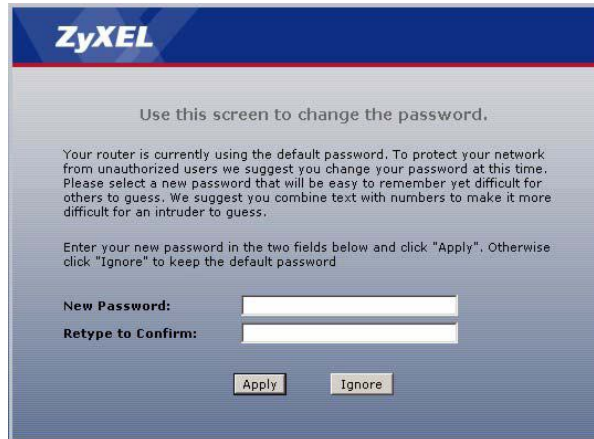 ZyXEL
Use this screen to change the password.
Your router is currently using the default password. To protect your network
from unauthorized users we suggest you change your password at this time.
Please select a new password that will be easy to remember yet difficult for
others to guess. We suggest you combine text with numbers to make it more
difficult for an intruder to guess.
Enter your new password in the two fields below and click "Apply". Otherwise
click "Ignore" to keep the default password
New Password:
Retype to Confirm:
Apply Ignore